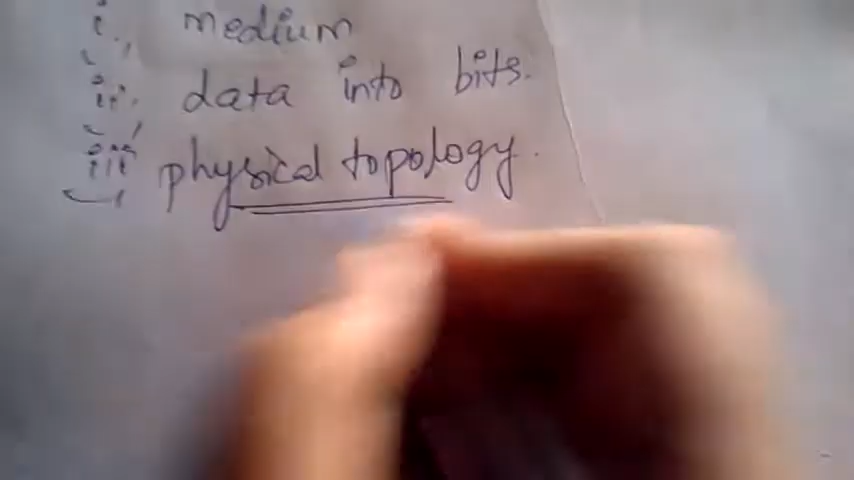 i., medium
ii, data into bits.
iii, physical topology.